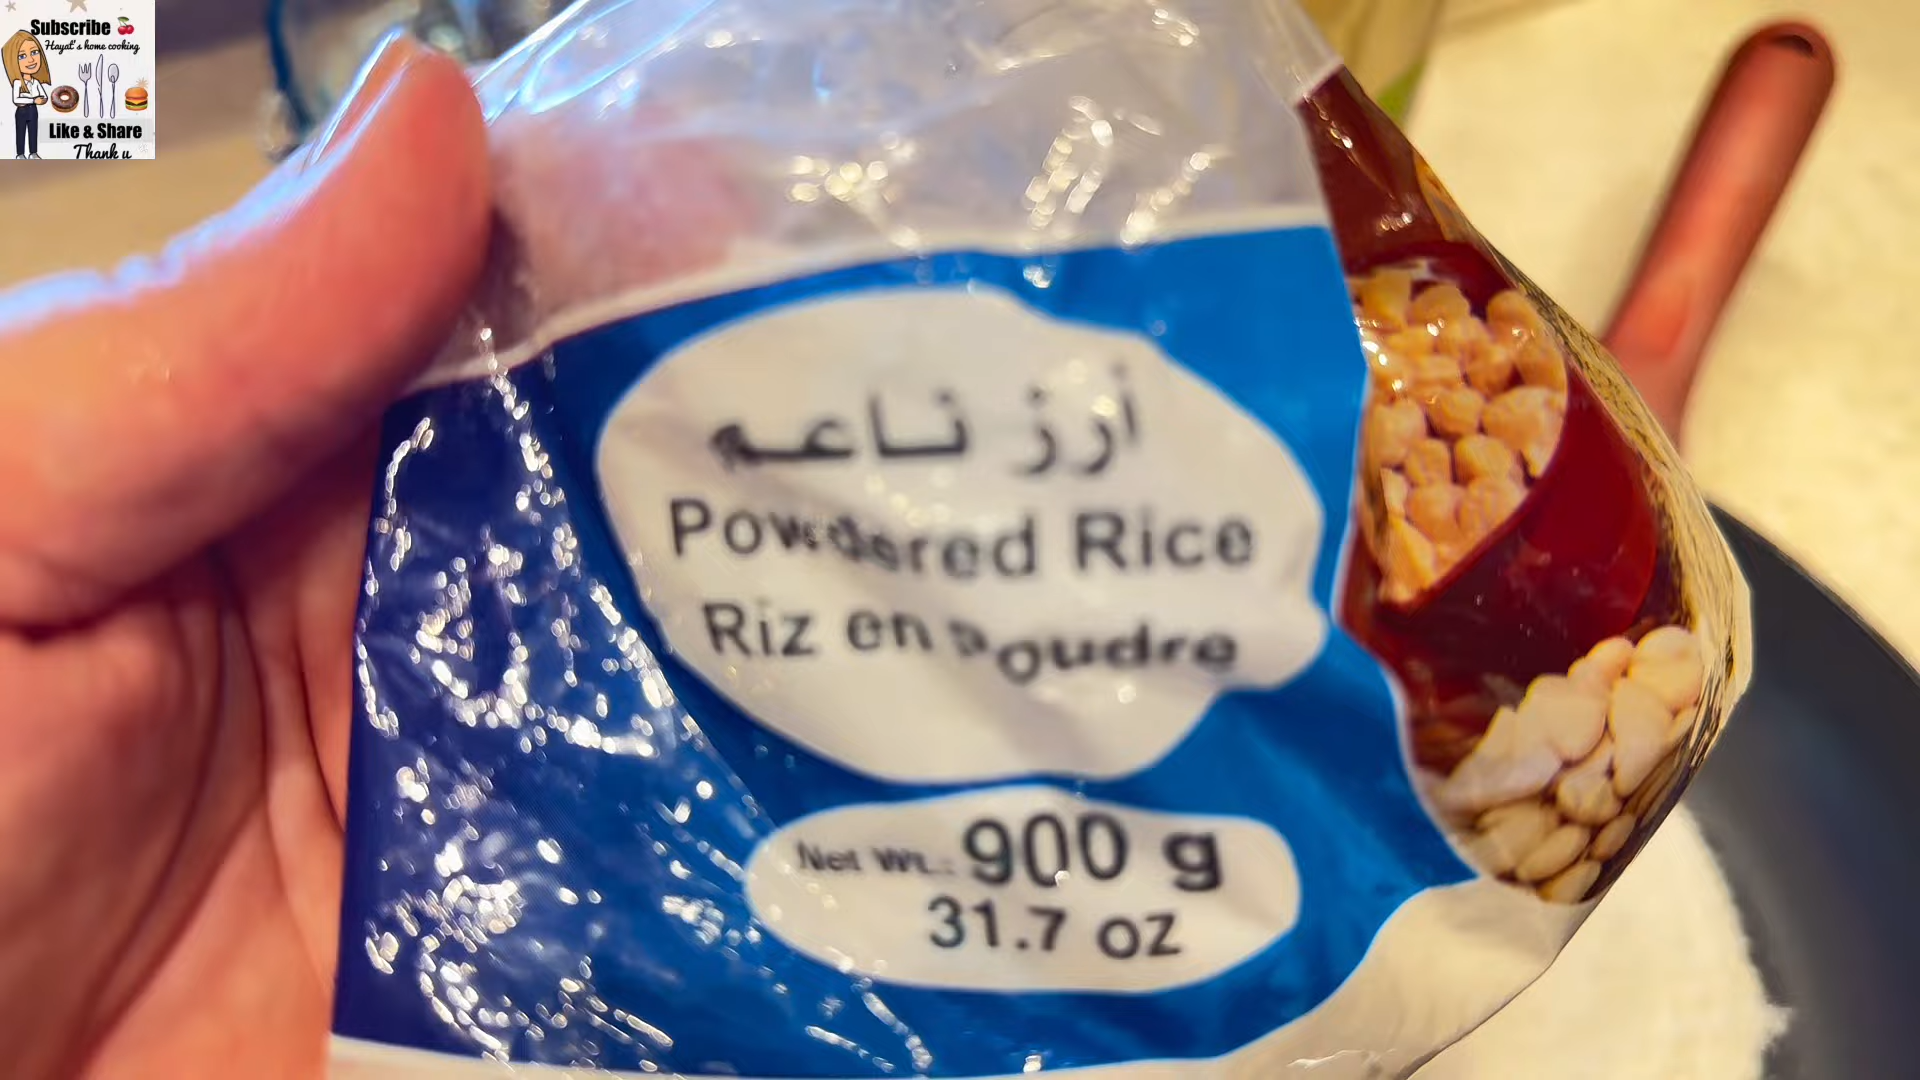 Subscribe 🍒
Hayat's home cooking
Like & Share
Thank u
أرز ناعم
Powdered Rice
Riz en poudre
Net Wt.: 900 g
31.7 oz